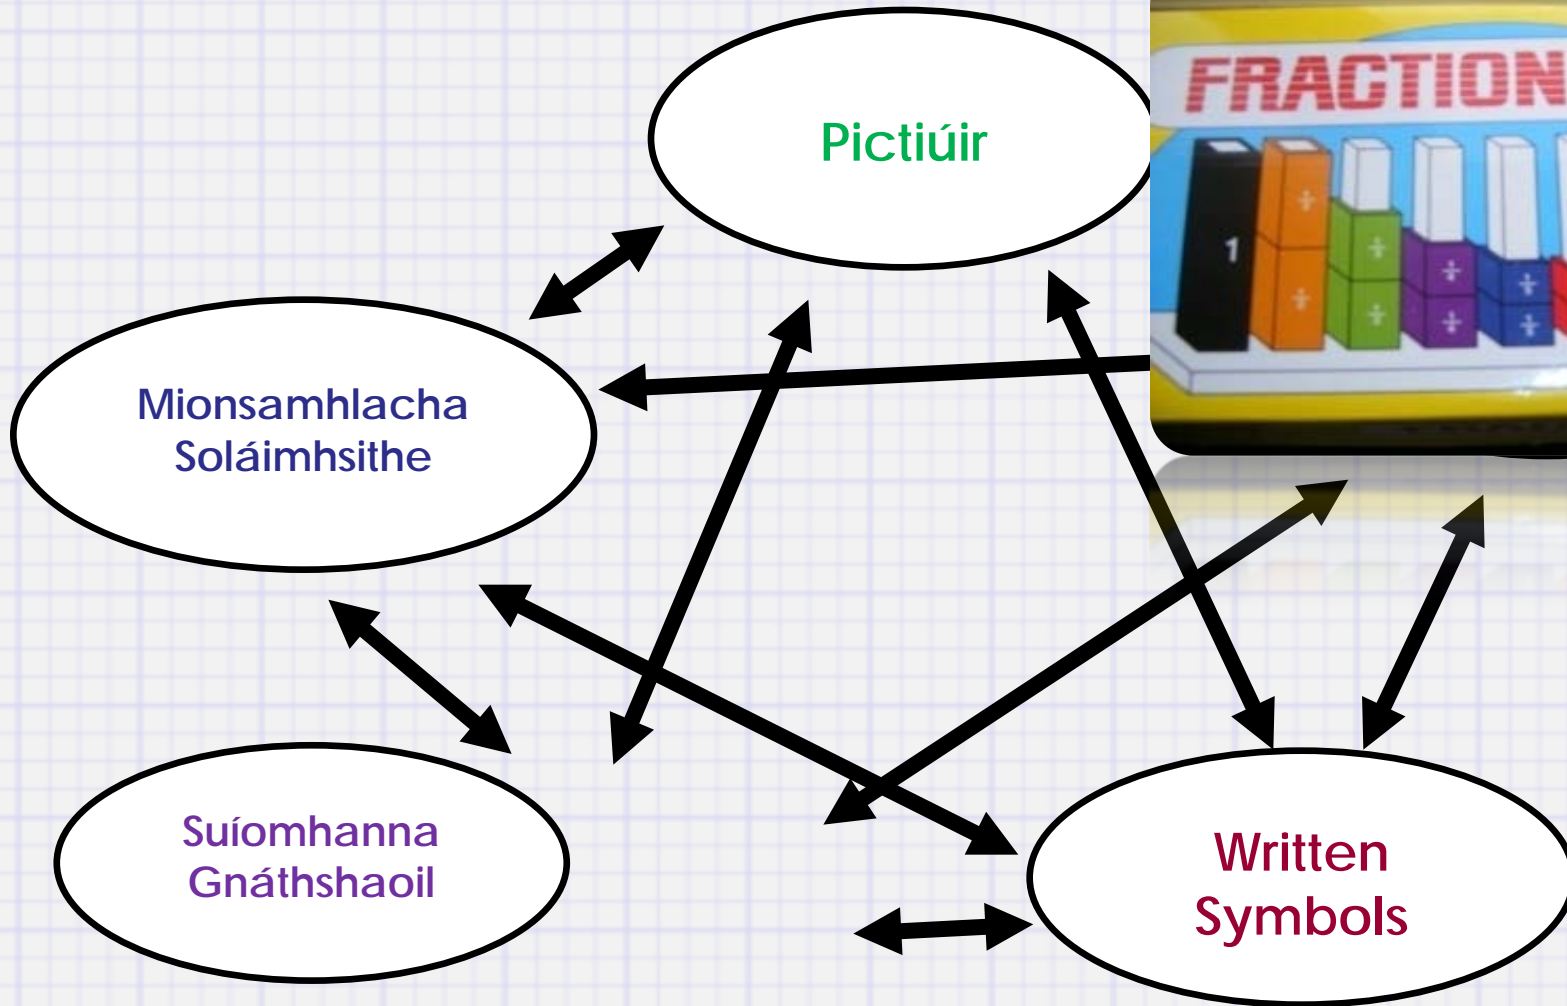 Pictiúir
FRACTION
1
Mionsamhlacha
Soláimhsithe
Suíomhanna
Gnáthshaoil
Written
Symbols